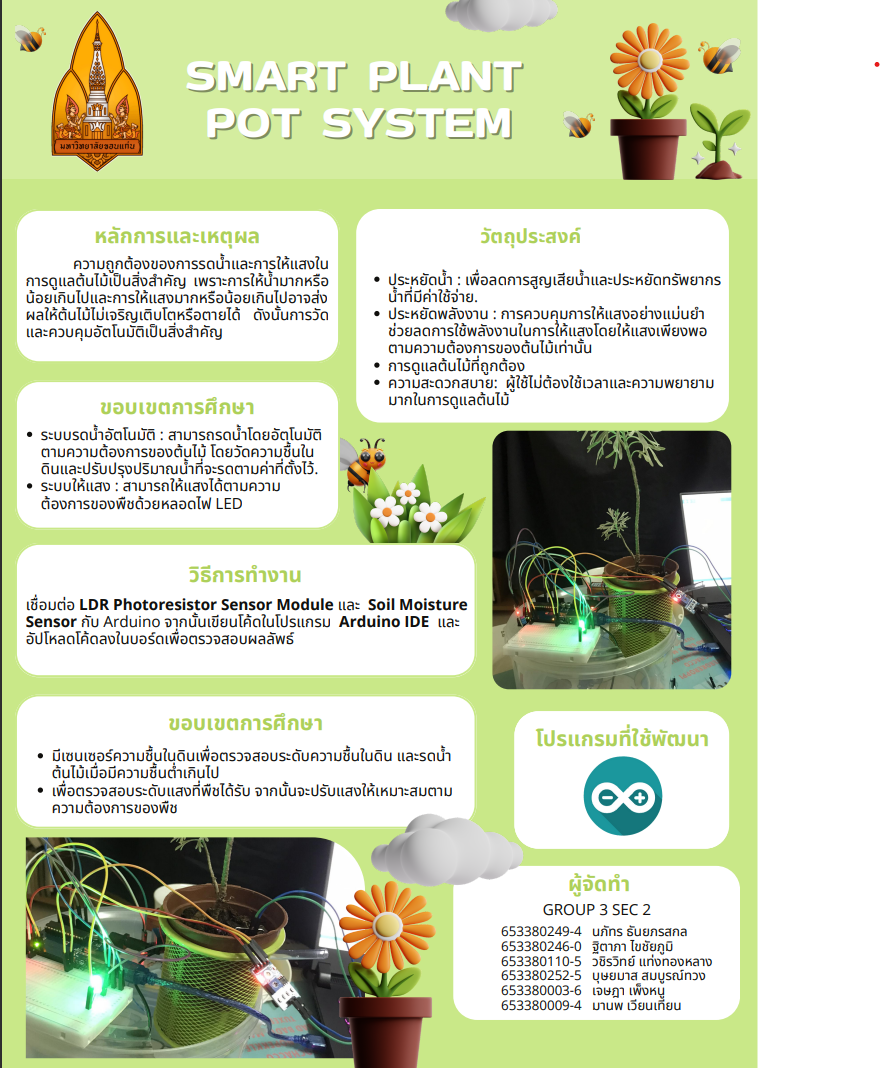 มหาวิทยาลัยขอนแก่น
SMART PLANT
POT SYSTEM
หลักการและเหตุผล
ความถูกต้องของการรดน้ำและการให้แสงใน
การดูแลต้นไม้เป็นสิ่งสำคัญ เพราะการให้น้ำมากหรือ
น้อยเกินไปและการให้แสงมากหรือน้อยเกินไปอาจส่ง
ผลให้ต้นไม้ไม่เจริญเติบโตหรือตายได้ ดังนั้นการวัด
และควบคุมอัตโนมัติเป็นสิ่งสำคัญ
วัตถุประสงค์
• ประหยัดน้ำ : เพื่อลดการสูญเสียน้ำและประหยัดทรัพยากร
น้ำที่มีค่าใช้จ่าย.
• ประหยัดพลังงาน : การควบคุมการให้แสงอย่างแม่นยำ
ช่วยลดการใช้พลังงานในการให้แสงโดยให้แสงเพียงพอ
ตามความต้องการของต้นไม้เท่านั้น
• การดูแลต้นไม้ที่ถูกต้อง
• ความสะดวกสบาย: ผู้ใช้ไม่ต้องใช้เวลาและความพยายาม
มากในการดูแลต้นไม้
ขอบเขตการศึกษา
• ระบบรดน้ำอัตโนมัติ : สามารถรดน้ำโดยอัตโนมัติ
ตามความต้องการของต้นไม้ โดยวัดความชื้นใน
ดินและปรับปรุงปริมาณน้ำที่จะรดตามค่าที่ตั้งไว้.
• ระบบให้แสง : สามารถให้แสงได้ตามความ
ต้องการของพืชด้วยหลอดไฟ LED
วิธีการทำงาน
เชื่อมต่อ LDR Photoresistor Sensor Module และ Soil Moisture
Sensor กับ Arduino จากนั้นเขียนโค้ดในโปรแกรม Arduino IDE และ
อัปโหลดโค้ดลงในบอร์ดเพื่อตรวจสอบผลลัพธ์
ขอบเขตการศึกษา
• มีเซนเซอร์ความชื้นในดินเพื่อตรวจสอบระดับความชื้นในดิน และรดน้ำ
ต้นไม้เมื่อมีความชื้นต่ำเกินไป
• เพื่อตรวจสอบระดับแสงที่พืชได้รับ จากนั้นจะปรับแสงให้เหมาะสมตาม
ความต้องการของพืช
โปรแกรมที่ใช้พัฒนา
ผู้จัดทำ
GROUP 3 SEC 2
653380249-4 นภัทร ธันยกรสกล
653380246-0 ฐิตาภา ไขชัยภูมิ
653380110-5 วชิรวิทย์ แท่งทองหลาง
653380252-5 บุษยมาส สมบูรณ์ทวง
653380003-6 เจษฎา เพ็งหนู
653380009-4 มานพ เวียนเทียน